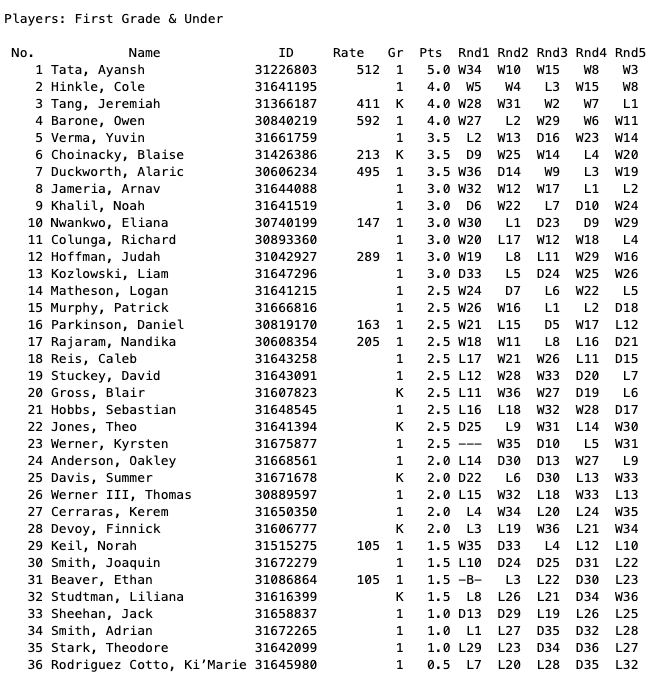 Players: First Grade & Under
No. Name ID Rate Gr Pts Rnd1 Rnd2 Rnd3 Rnd4 Rnd5
1 Tata, Ayansh 31226803 512 1 5.0 W34 W10 W15 W8 W3
2 Hinkle, Cole 31641195 1 4.0 W5 W4 L3 W15 W8
3 Tang, Jeremiah 31366187 411 K 4.0 W28 W31 W2 W7 L1
4 Barone, Owen 30840219 592 1 4.0 W27 L2 W29 W6 W11
5 Verma, Yuvin 31661759 1 3.5 L2 W13 D16 W23 W14
6 Choinacky, Blaise 31426386 213 K 3.5 D9 W25 W14 L4 W20
7 Duckworth, Alaric 30606234 495 1 3.5 W36 D14 W9 L3 W19
8 Jameria, Arnav 31644088 1 3.0 W32 W12 W17 L1 L2
9 Khalil, Noah 31641519 1 3.0 D6 W22 L7 D10 W24
10 Nwankwo, Eliana 30740199 147 1 3.0 W30 L1 D23 D9 W29
11 Colunga, Richard 30893360 1 3.0 W20 L17 W12 W18 L4
12 Hoffman, Judah 31042927 289 1 3.0 W19 L8 L11 W29 W16
13 Kozlowski, Liam 31647296 1 3.0 D33 L5 D24 W25 W26
14 Matheson, Logan 31641215 1 2.5 W24 D7 L6 W22 L5
15 Murphy, Patrick 31666816 1 2.5 W26 W16 L1 L2 D18
16 Parkinson, Daniel 30819170 163 1 2.5 W21 L15 D5 W17 L12
17 Rajaram, Nandika 30608354 205 1 2.5 W18 W11 L8 L16 D21
18 Reis, Caleb 31643258 1 2.5 L17 W21 W26 L11 D15
19 Stuckey, David 31643091 1 2.5 L12 W28 W33 D20 L7
20 Gross, Blair 31607823 K 2.5 L11 W36 W27 D19 L6
21 Hobbs, Sebastian 31648545 1 2.5 L16 L18 W32 W28 D17
22 Jones, Theo 31641394 K 2.5 D25 L9 W31 L14 W30
23 Werner, Kyrsten 31675877 1 2.5 --- W35 D10 L5 W31
24 Anderson, Oakley 31668561 1 2.0 L14 D30 D13 W27 L9
25 Davis, Summer 31671678 K 2.0 D22 L6 D30 L13 W33
26 Werner III, Thomas 30889597 1 2.0 L15 W32 L18 W33 L13
27 Cerraras, Kerem 31650350 1 2.0 L4 W34 L20 L24 W35
28 Devoy, Finnick 31606777 K 2.0 L3 L19 W36 L21 W34
29 Keil, Norah 31515275 105 1 1.5 W35 D33 L4 L12 L10
30 Smith, Joaquin 31672279 1 1.5 L10 D24 D25 D31 L22
31 Beaver, Ethan 31086864 105 1 1.5 -B- L3 L22 D30 L23
32 Studtman, Liliana 31616399 K 1.5 L8 L26 L21 D34 W36
33 Sheehan, Jack 31658837 1 1.0 D13 D29 L19 L26 L25
34 Smith, Adrian 31672265 1 1.0 L1 L27 D35 D32 L28
35 Stark, Theodore 31642099 1 1.0 L29 L23 D34 D36 L27
36 Rodriguez Cotto, Ki’Marie 31645980 1 0.5 L7 L20 L28 D35 L32